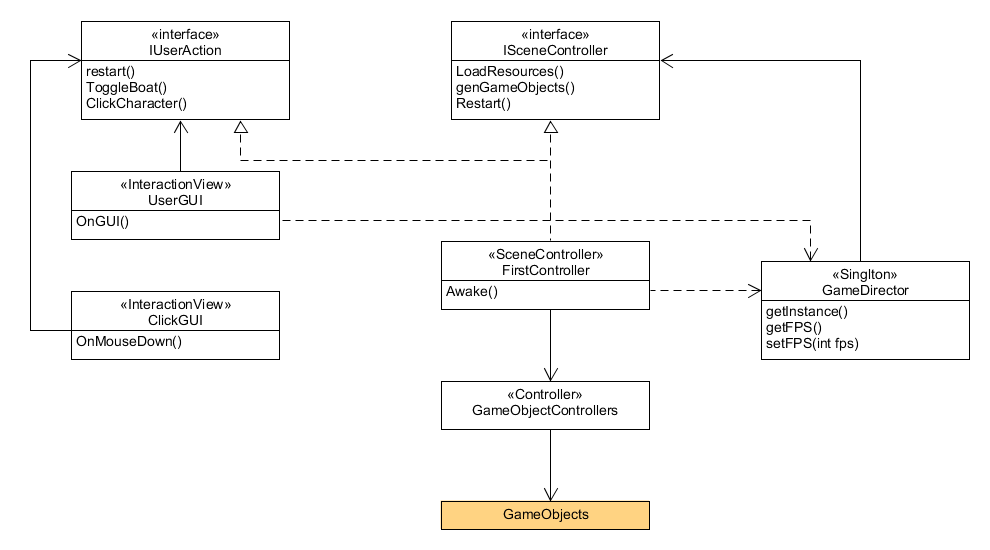 «interface»
IUserAction
restart()
ToggleBoat()
ClickCharacter()
«interface»
ISceneController
LoadResources()
genGameObjects()
Restart()
«InteractionView»
UserGUI
OnGUI()
«SceneController»
FirstController
Awake()
«Singlton»
GameDirector
getInstance()
getFPS()
setFPS(int fps)
«InteractionView»
ClickGUI
OnMouseDown()
«Controller»
GameObjectControllers
GameObjects